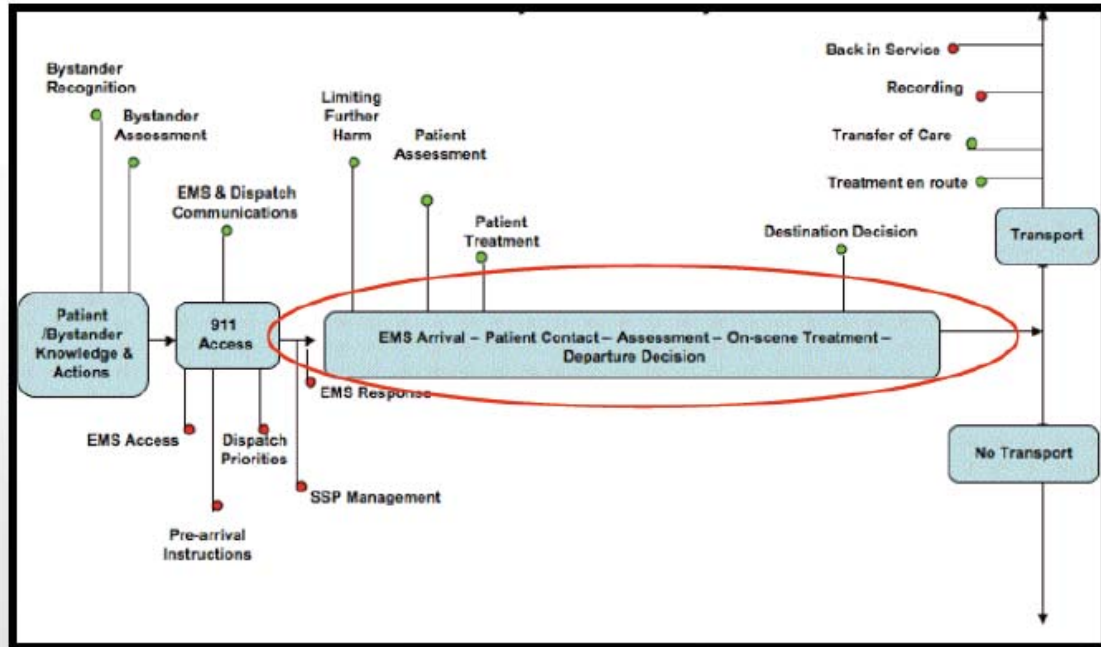 Back in Service
Bystander
Recognition
Recording
Limiting
Further
Harm
Bystander
Assessment
Patient
Assessment
Transfer of Care
EMS & Dispatch
Communications
Treatment en route
Patient
Treatment
Destination Decision
Transport
Patient
/Bystander
Knowledge &
Actions
911
Access
EMS Arrival – Patient Contact – Assessment – On-scene Treatment –
Departure Decision
EMS Response
EMS Access
Dispatch
Priorities
No Transport
SSP Management
Pre-arrival
Instructions